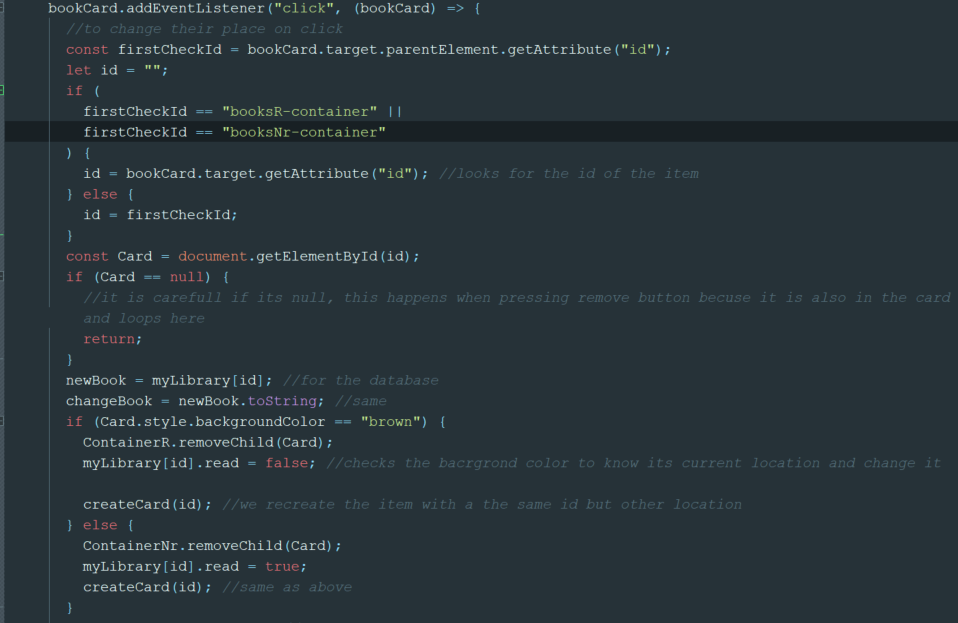 bookCard.addEventListener("click", (bookCard) => {
//to change their place on click
const firstCheckId = bookCard.target.parentElement.getAttribute("id");
let id = "";
if (
firstCheckId == "booksR-container" ||
firstCheckId == "booksNr-container"
) {
id = bookCard.target.getAttribute("id"); //looks for the id of the item
} else {
id = firstCheckId;
}
const Card = document.getElementById(id);
if (Card == null) {
//it is carefull if its null, this happens when pressing remove button becuse it is also in the card
and loops here
return;
}
newBook = myLibrary[id]; //for the database
changeBook = newBook.toString; //same
if (Card.style.backgroundColor == "brown") {
ContainerR.removeChild(Card);
myLibrary[id].read = false; //checks the bacrgrond color to know its current location and change it
createCard(id); //we recreate the item with a the same id but other location
} else {
ContainerNr.removeChild(Card);
myLibrary[id].read = true;
createCard(id); //same as above
}